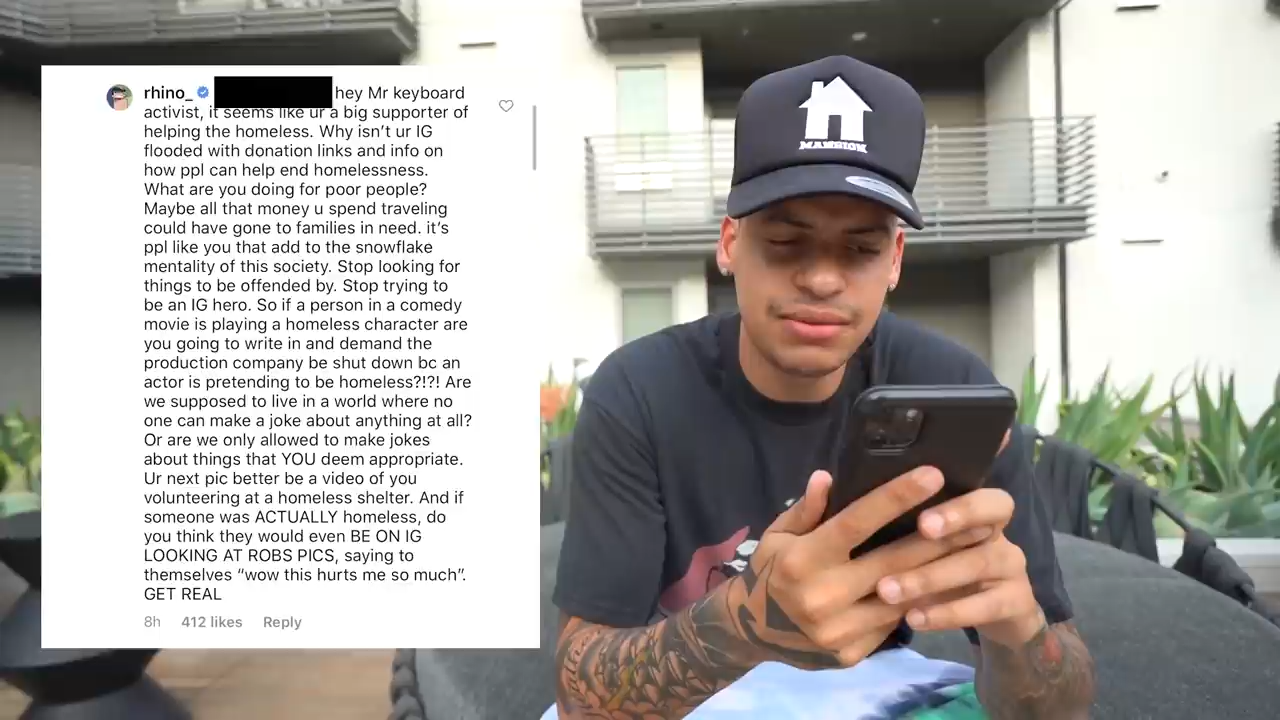 rhino_ hey Mr keyboard
activist, it seems like ur a big supporter of
helping the homeless. Why isn't ur IG
flooded with donation links and info on
how ppl can help end homelessness.
What are you doing for poor people?
Maybe all that money u spend traveling
could have gone to families in need. it's
ppl like you that add to the snowflake
mentality of this society. Stop looking for
things to be offended by. Stop trying to
be an IG hero. So if a person in a comedy
movie is playing a homeless character are
you going to write in and demand the
production company be shut down bc an
actor is pretending to be homeless?!?! Are
we supposed to live in a world where no
one can make a joke about anything at all?
Or are we only allowed to make jokes
about things that YOU deem appropriate.
Ur next pic better be a video of you
volunteering at a homeless shelter. And if
someone was ACTUALLY homeless, do
you think they would even BE ON IG
LOOKING AT ROBS PICS, saying to
themselves “wow this hurts me so much”.
GET REAL
8h 412 likes Reply
MANSION